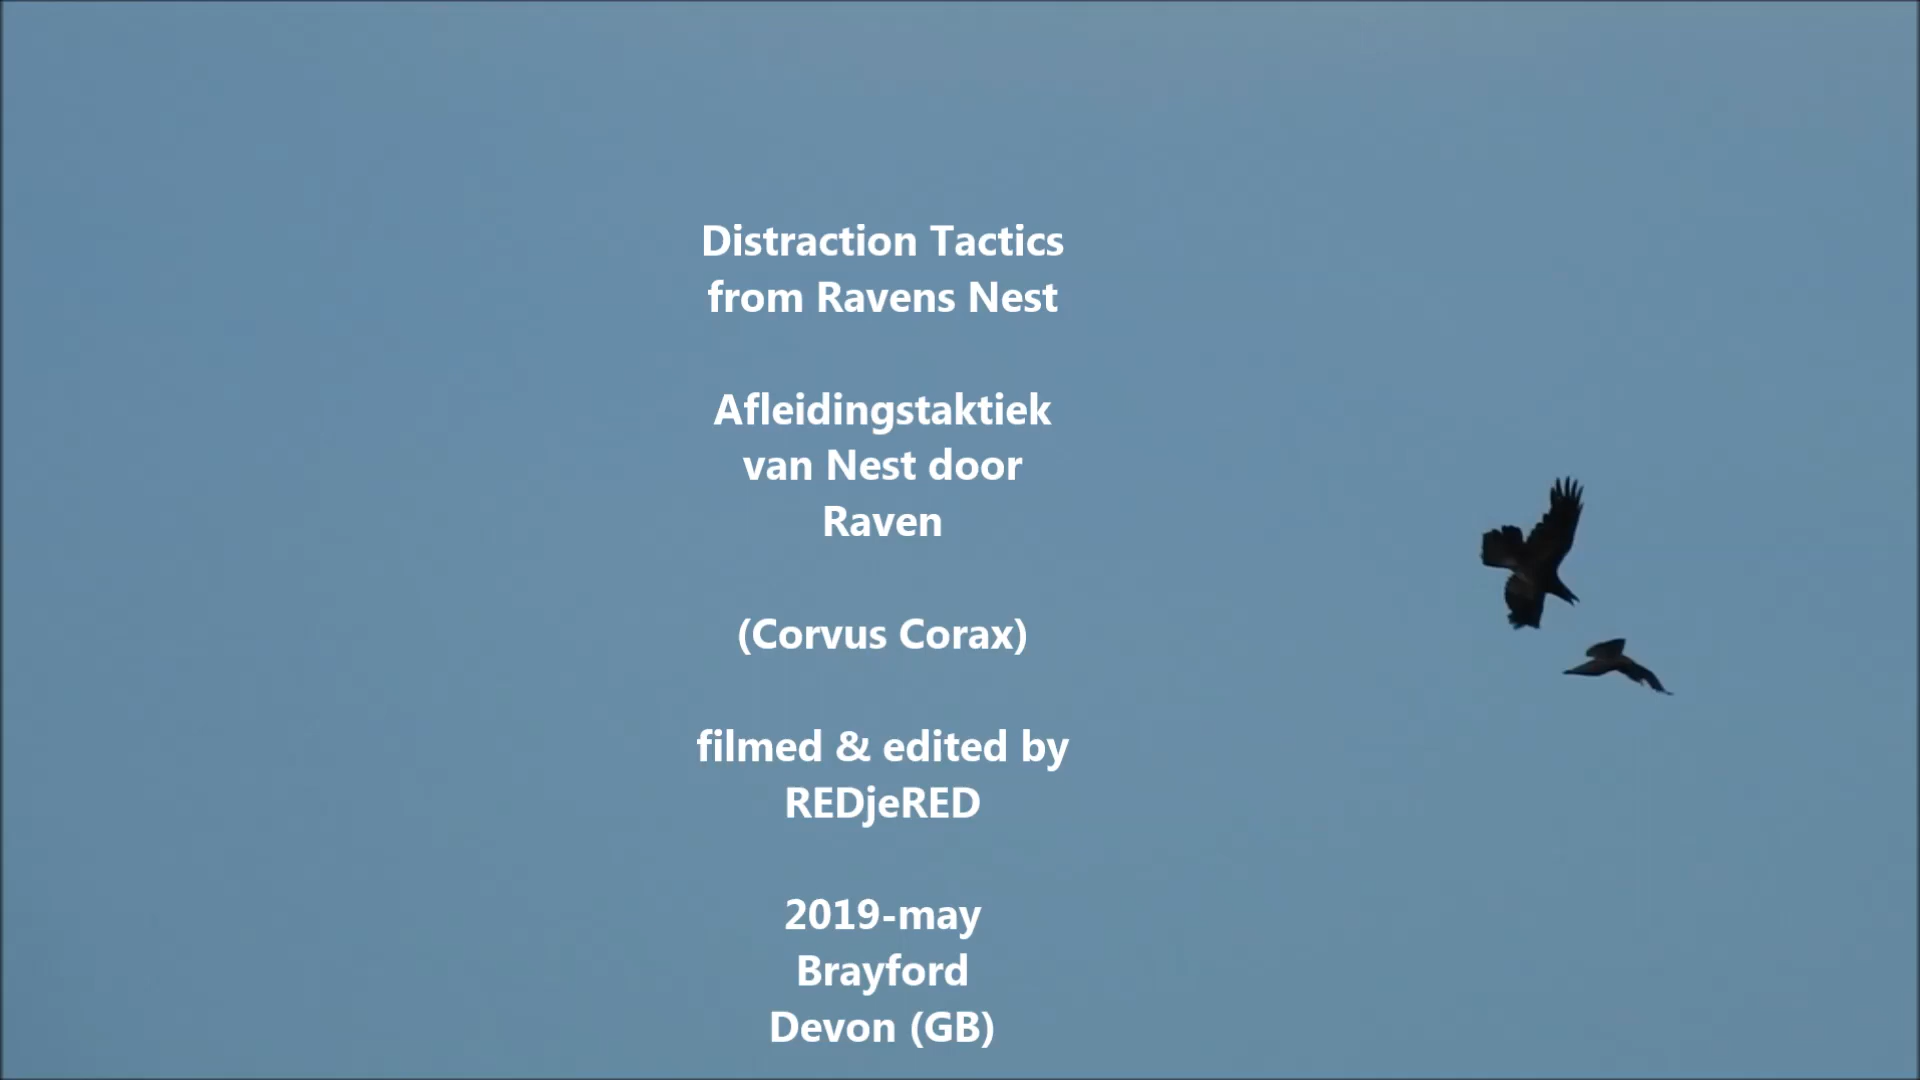 Distraction Tactics
from Ravens Nest
Afleidingstaktiek
van Nest door
Raven
(Corvus Corax)
filmed & edited by
REDjeRED
2019-may
Brayford
Devon (GB)